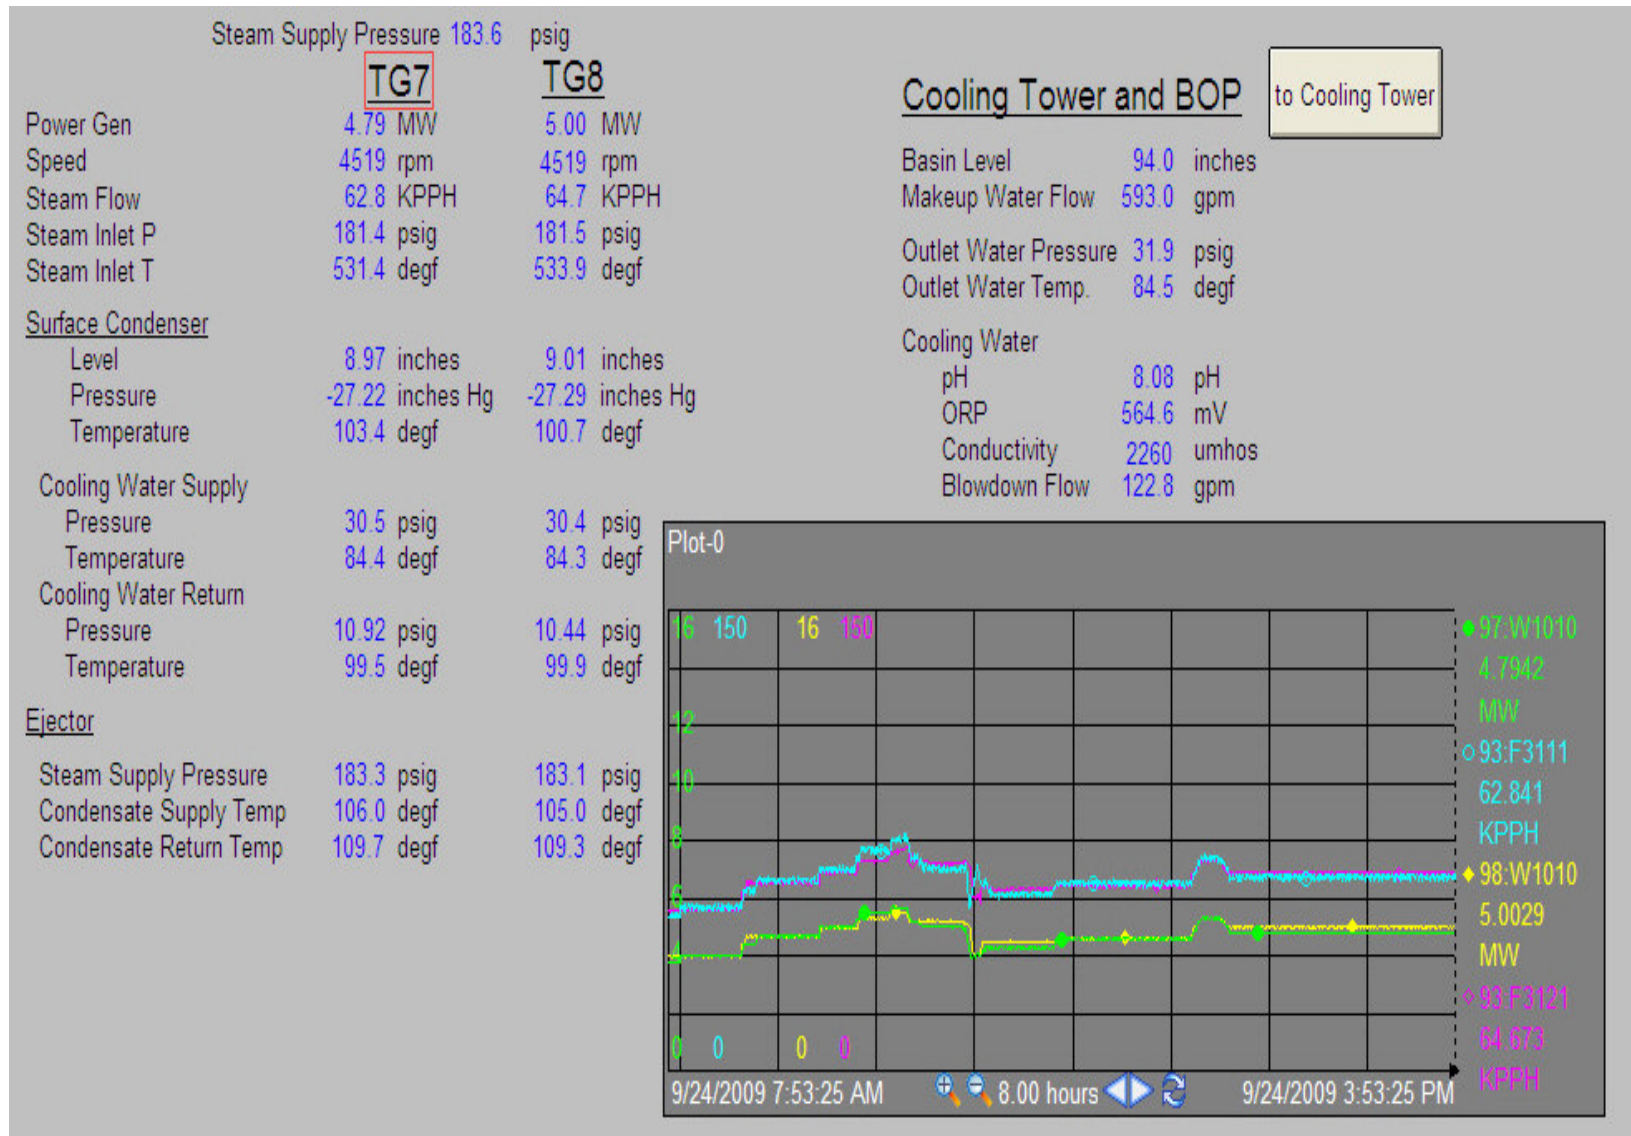 Steam Supply Pressure 183.6 psig
TG7 TG8
Power Gen 4.79 MW 5.00 MW
Speed 4519 rpm 4519 rpm
Steam Flow 62.8 KPPH 64.7 KPPH
Steam Inlet P 181.4 psig 181.5 psig
Steam Inlet T 531.4 degf 533.9 degf
Surface Condenser
Level 8.97 inches 9.01 inches
Pressure -27.22 inches Hg -27.29 inches Hg
Temperature 103.4 degf 100.7 degf
Cooling Water Supply
Pressure 30.5 psig 30.4 psig
Temperature 84.4 degf 84.3 degf
Cooling Water Return
Pressure 10.92 psig 10.44 psig
Temperature 99.5 degf 99.9 degf
Ejector
Steam Supply Pressure 183.3 psig 183.1 psig
Condensate Supply Temp 106.0 degf 105.0 degf
Condensate Return Temp 109.7 degf 109.3 degf
Cooling Tower and BOP
to Cooling Tower
Basin Level 94.0 inches
Makeup Water Flow 593.0 gpm
Outlet Water Pressure 31.9 psig
Outlet Water Temp. 84.5 degf
Cooling Water
pH 8.08 pH
ORP 564.6 mV
Conductivity 2260 umhos
Blowdown Flow 122.8 gpm
Plot-0
16 150 16 150
12
10
8
6
4
0 0 0 0
97:W1010
4.7942
MW
93:F3111
62.841
KPPH
98:W1010
5.0029
MW
93:F3121
64.673
KPPH
9/24/2009 7:53:25 AM 8.00 hours 9/24/2009 3:53:25 PM